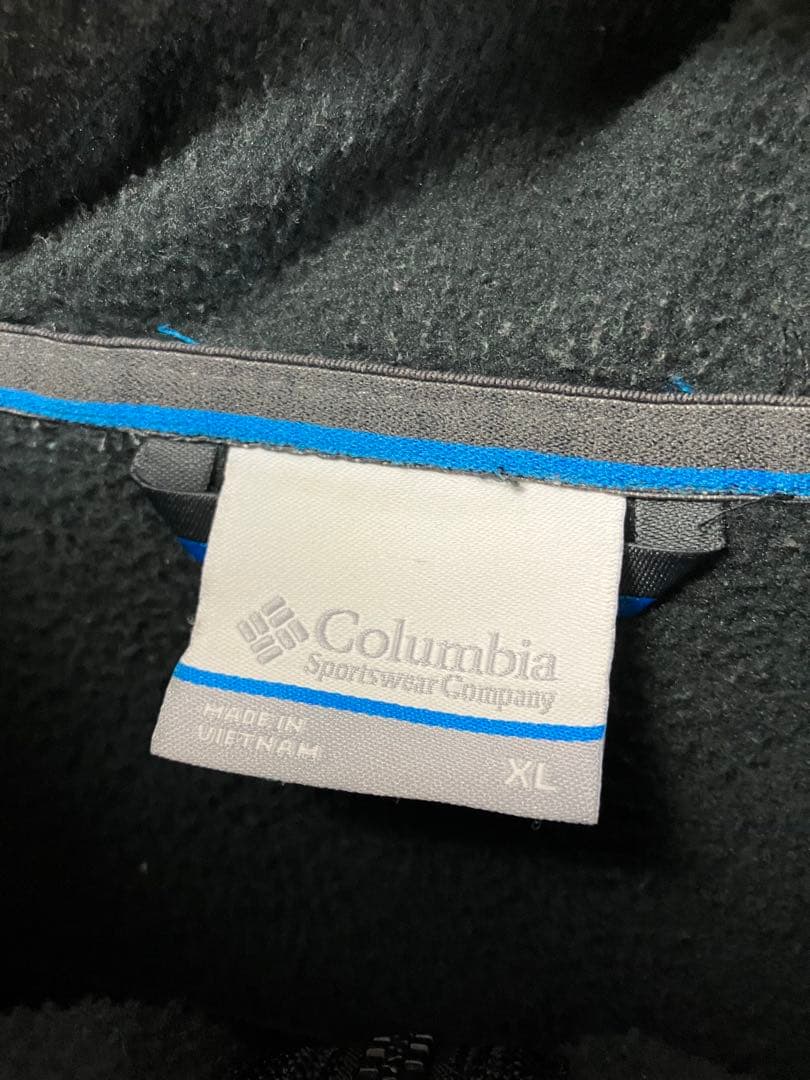 Columbia
Sportswear Company
MADE IN
VIETNAM
XL